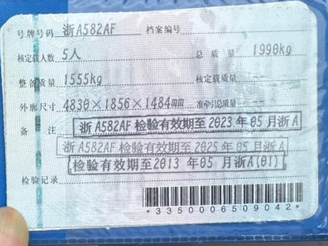 号牌号码 浙A582AF 档案编号
核定载人数 5人 总质量 1990kg
整备质量 1555kg 核定载质量 --
外廓尺寸 4830×1856×1484mm 准牵引总质量 --
备注 浙A582AF 检验有效期至2023年05月浙A
浙A582AF 检验有效期至2025年05月浙A
检验有效期至2013年05月浙A(01)
检验记录
*3350006509042*